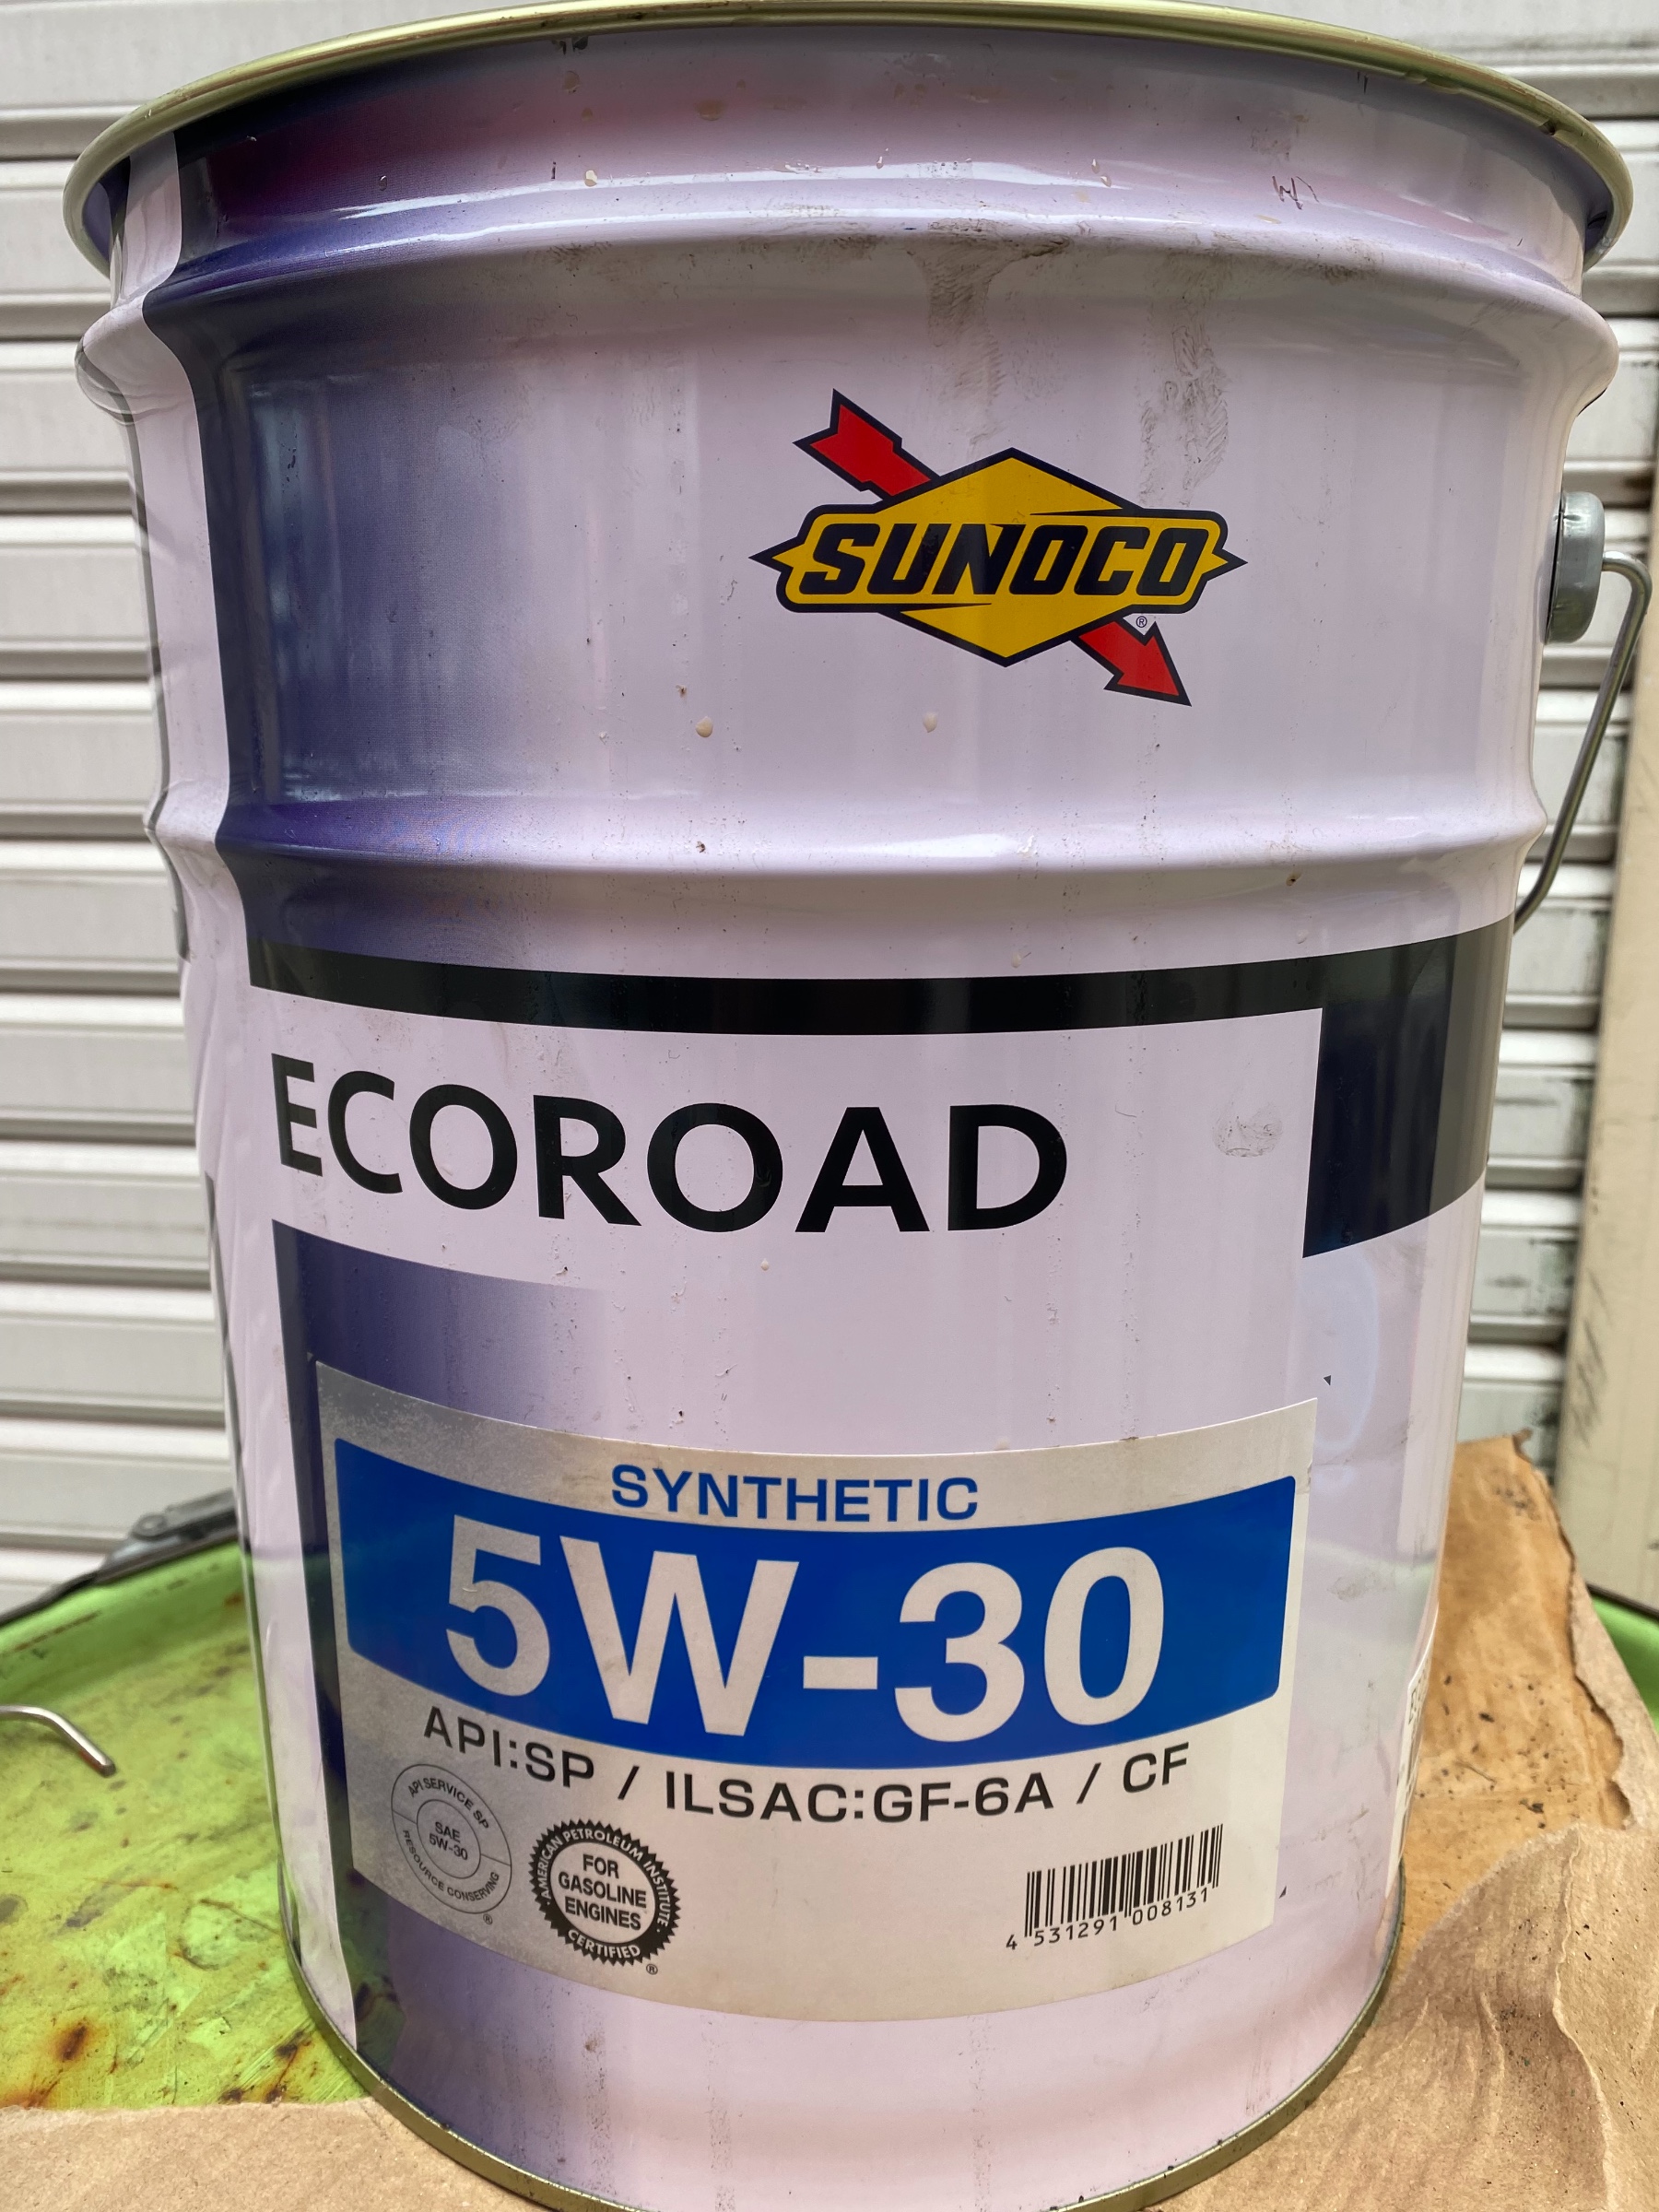 SUNOCO
®
ECOROAD
SYNTHETIC
5W-30
API:SP / ILSAC:GF-6A / CF
API SERVICE SP
SAE
5W-30
RESOURCE CONSERVING
®
AMERICAN PETROLEUM INSTITUTE
FOR
GASOLINE
ENGINES
CERTIFIED
®
4 531291 008131